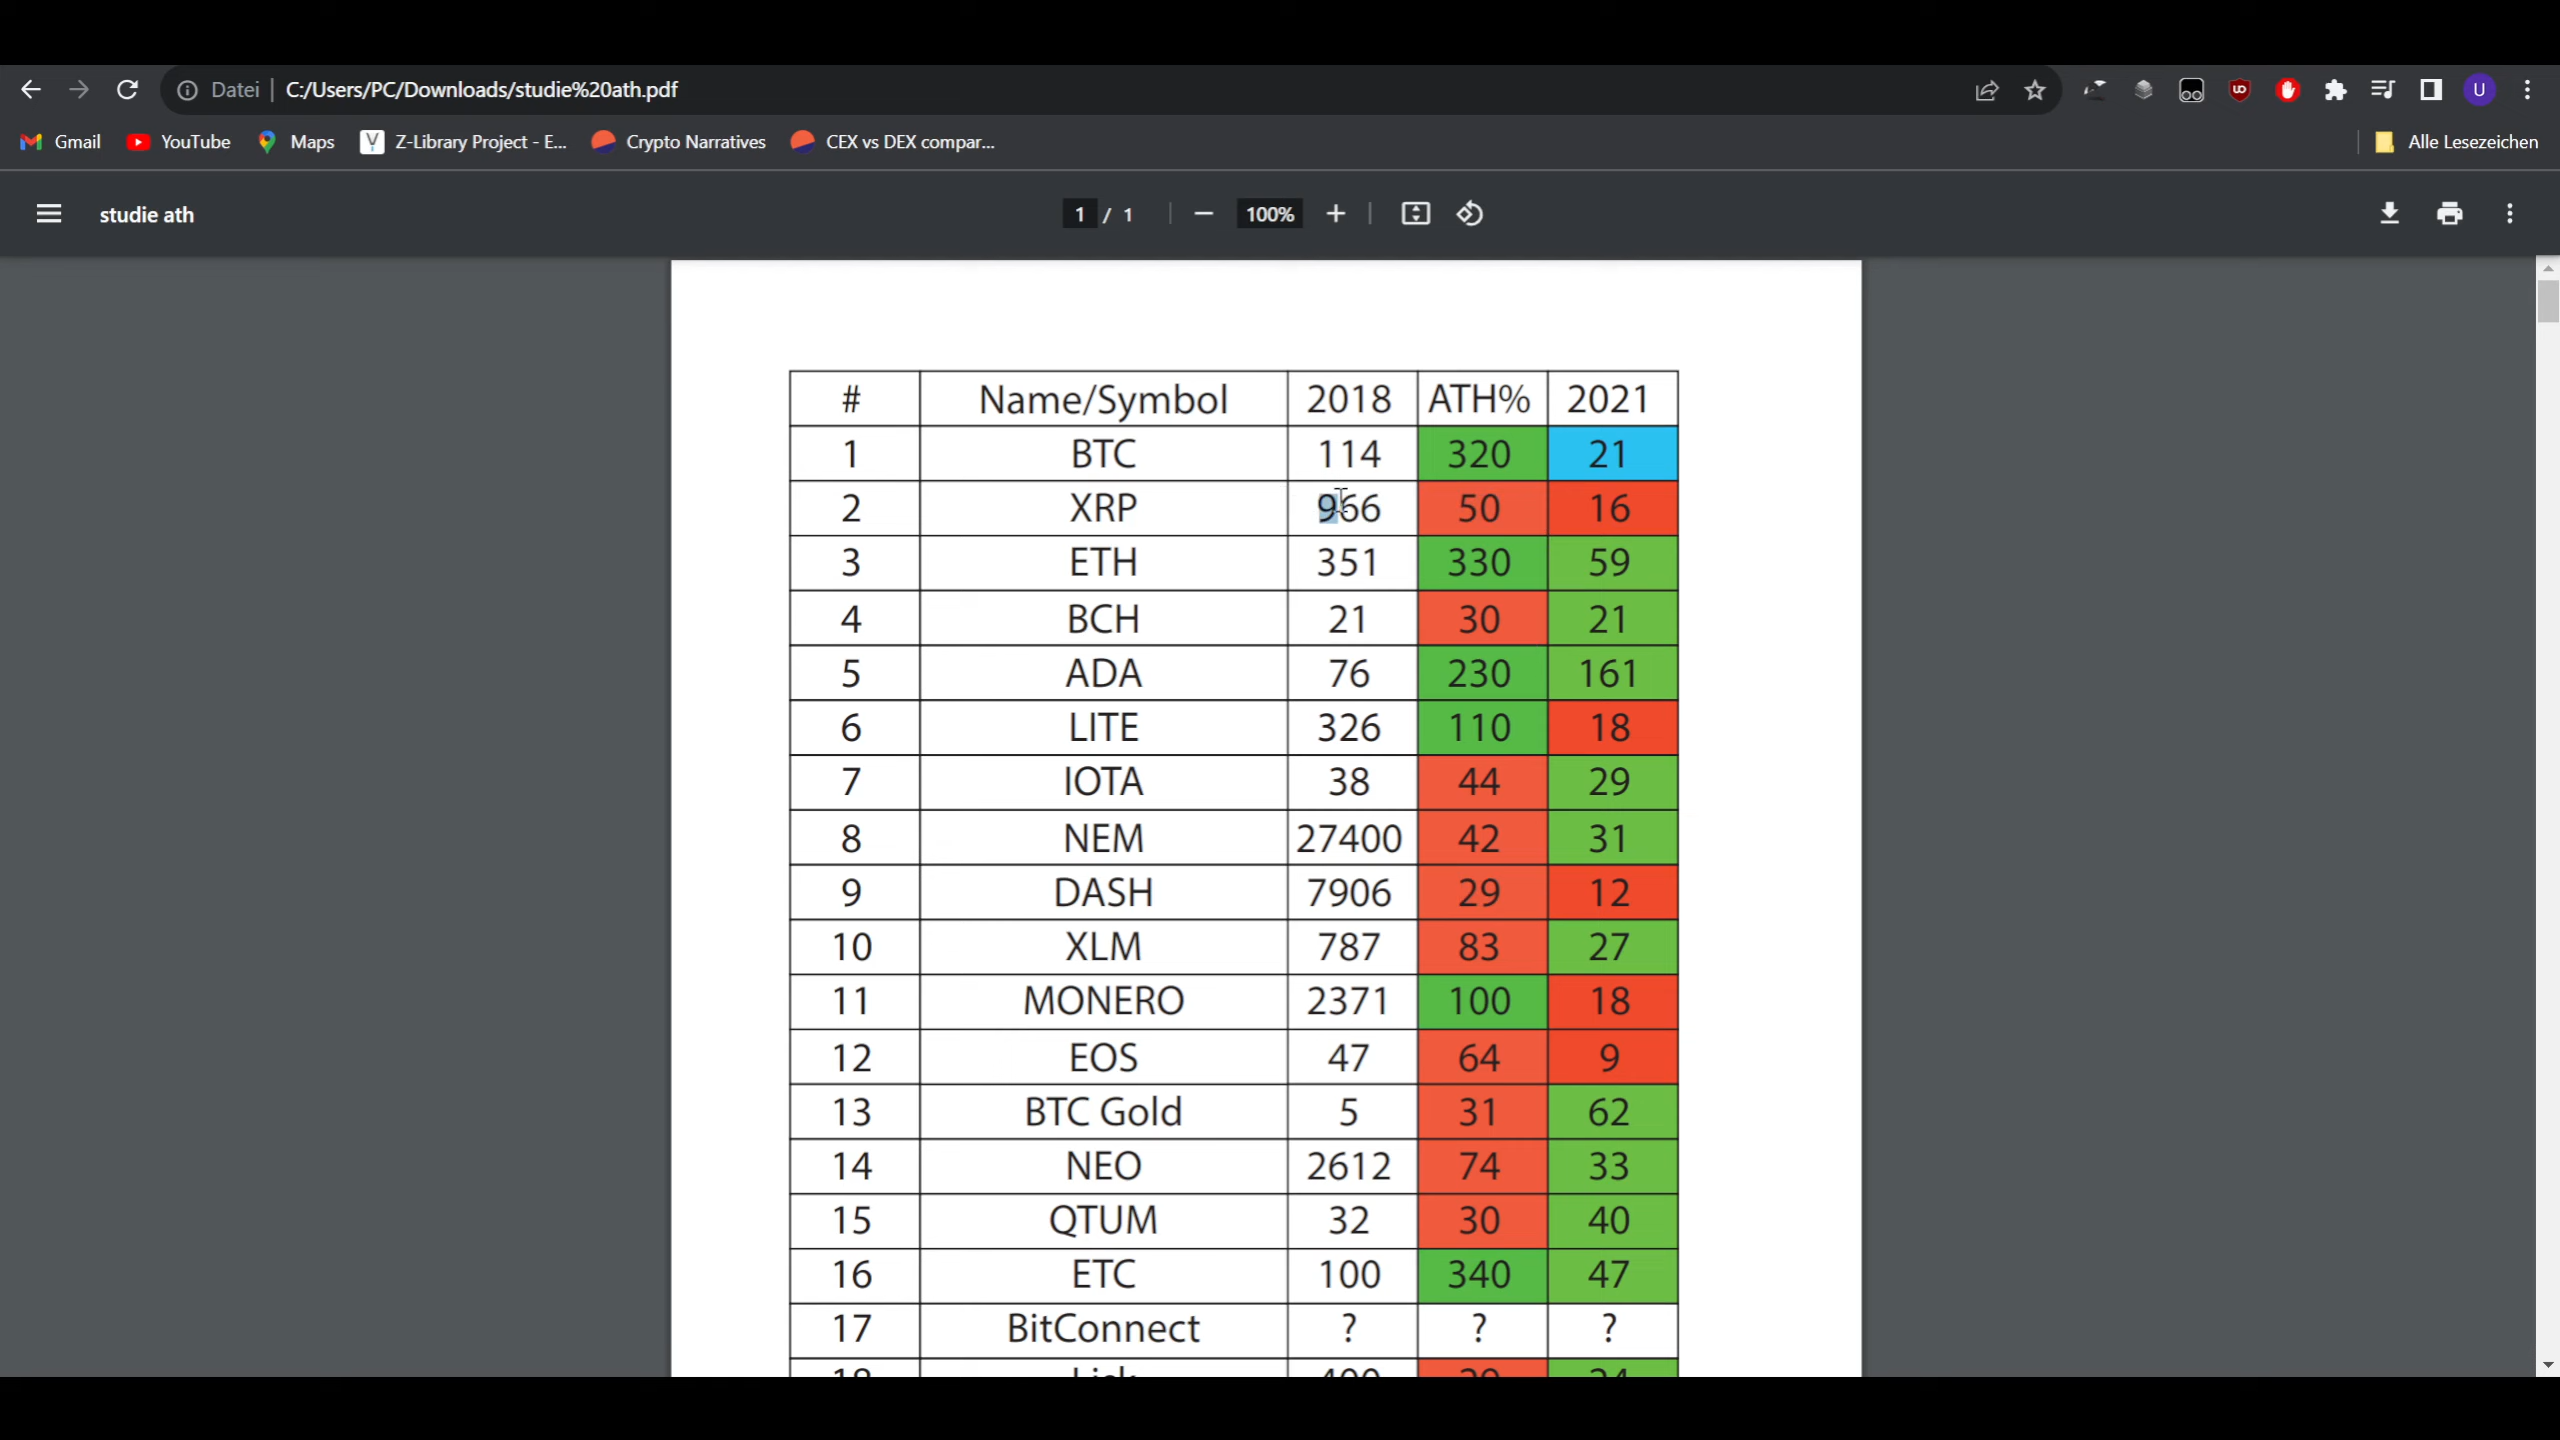 Datei | C:/Users/PC/Downloads/studie%20ath.pdf U
Gmail YouTube Maps Z-Library Project - E... Crypto Narratives CEX vs DEX compar... Alle Lesezeichen
studie ath 1 / 1 100%
# Name/Symbol 2018 ATH% 2021
1 BTC 114 320 21
2 XRP 966 50 16
3 ETH 351 330 59
4 BCH 21 30 21
5 ADA 76 230 161
6 LITE 326 110 18
7 IOTA 38 44 29
8 NEM 27400 42 31
9 DASH 7906 29 12
10 XLM 787 83 27
11 MONERO 2371 100 18
12 EOS 47 64 9
13 BTC Gold 5 31 62
14 NEO 2612 74 33
15 QTUM 32 30 40
16 ETC 100 340 47
17 BitConnect ? ? ?